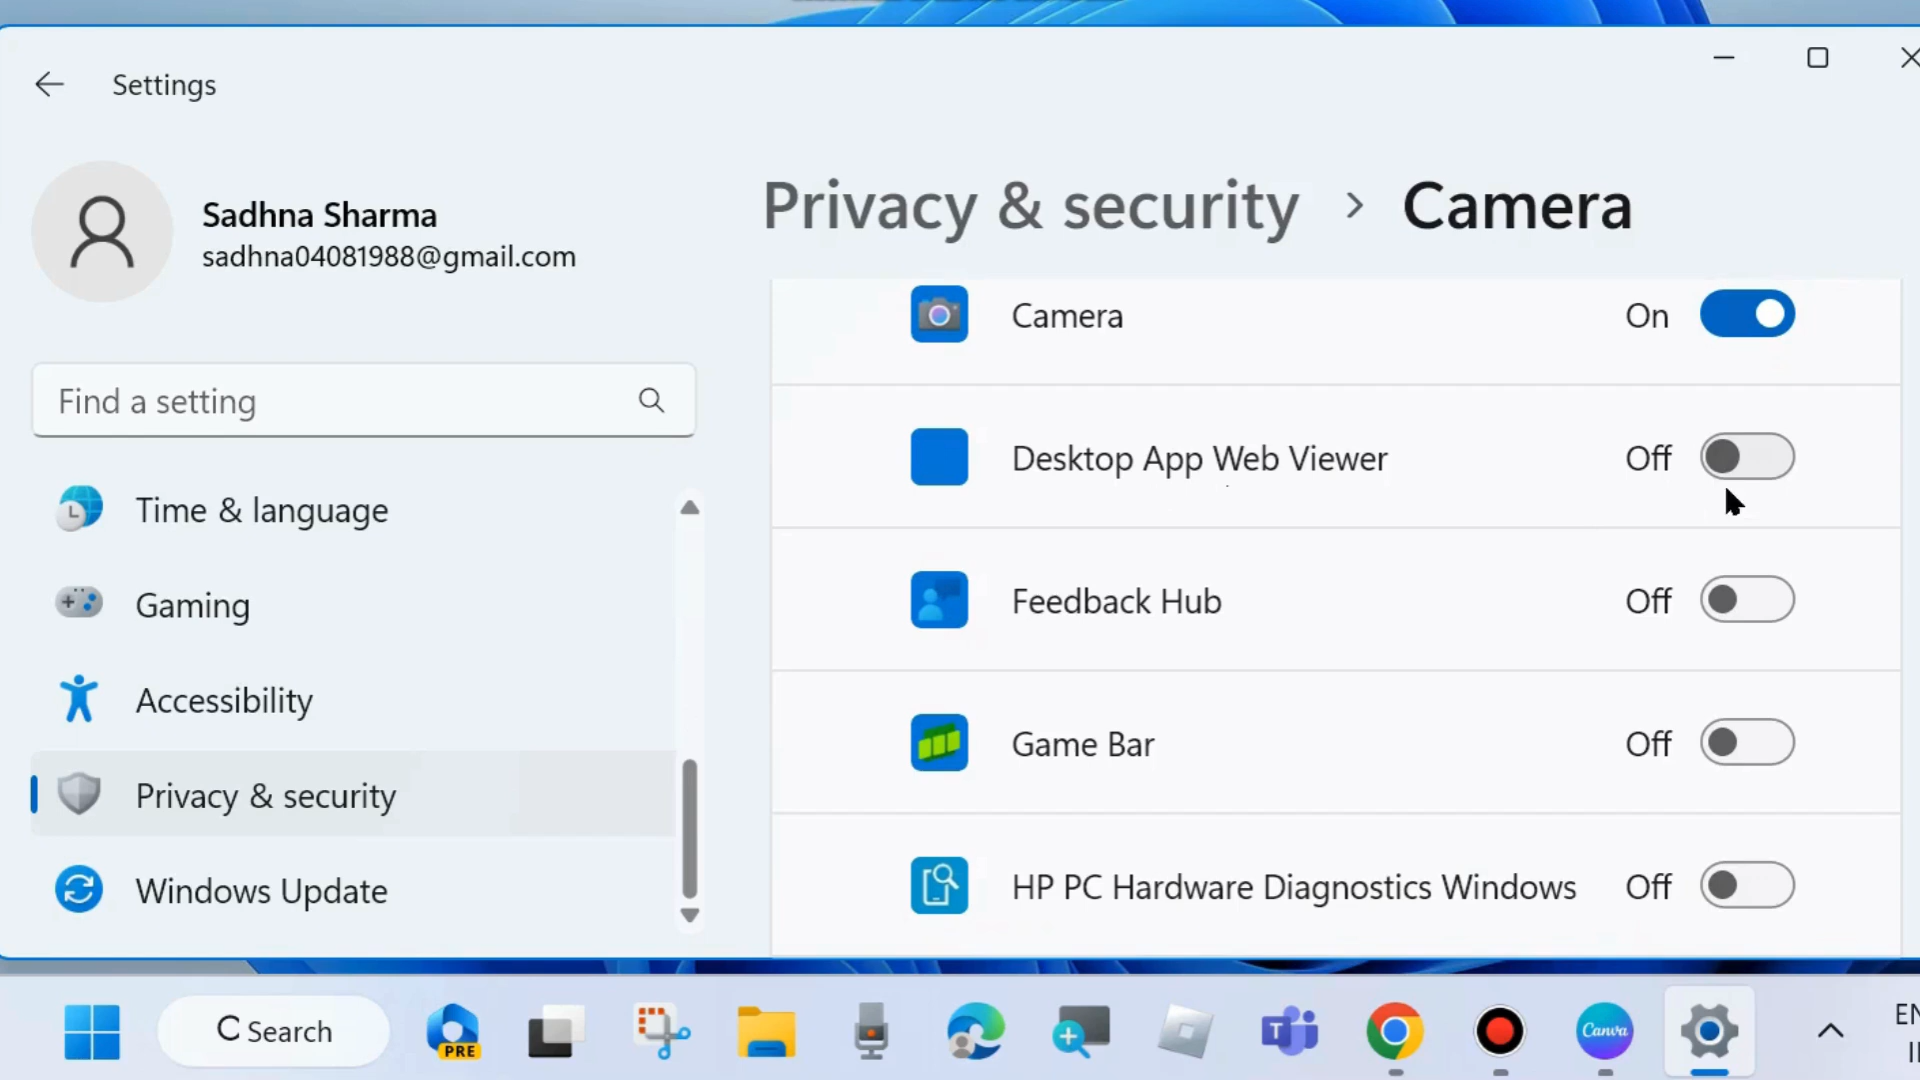 Settings
Sadhna Sharma
sadhna04081988@gmail.com
Find a setting
Time & language
Gaming
Accessibility
Privacy & security
Windows Update
Privacy & security > Camera
Camera On
Desktop App Web Viewer Off
Feedback Hub Off
Game Bar Off
HP PC Hardware Diagnostics Windows Off
Search
PRE
T
Canva